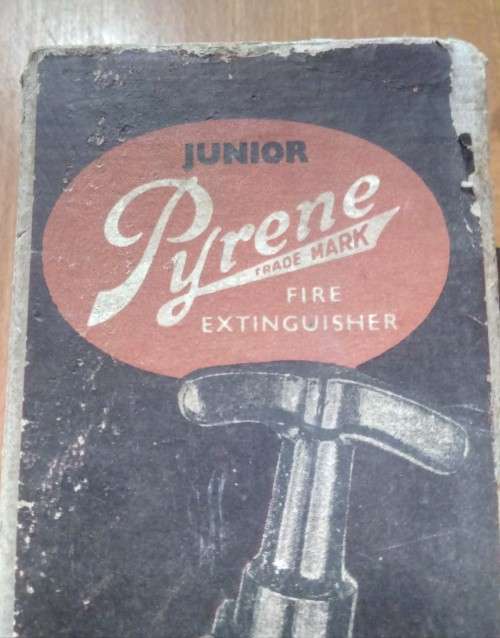 JUNIOR
Pyrene
TRADE MARK
FIRE
EXTINGUISHER